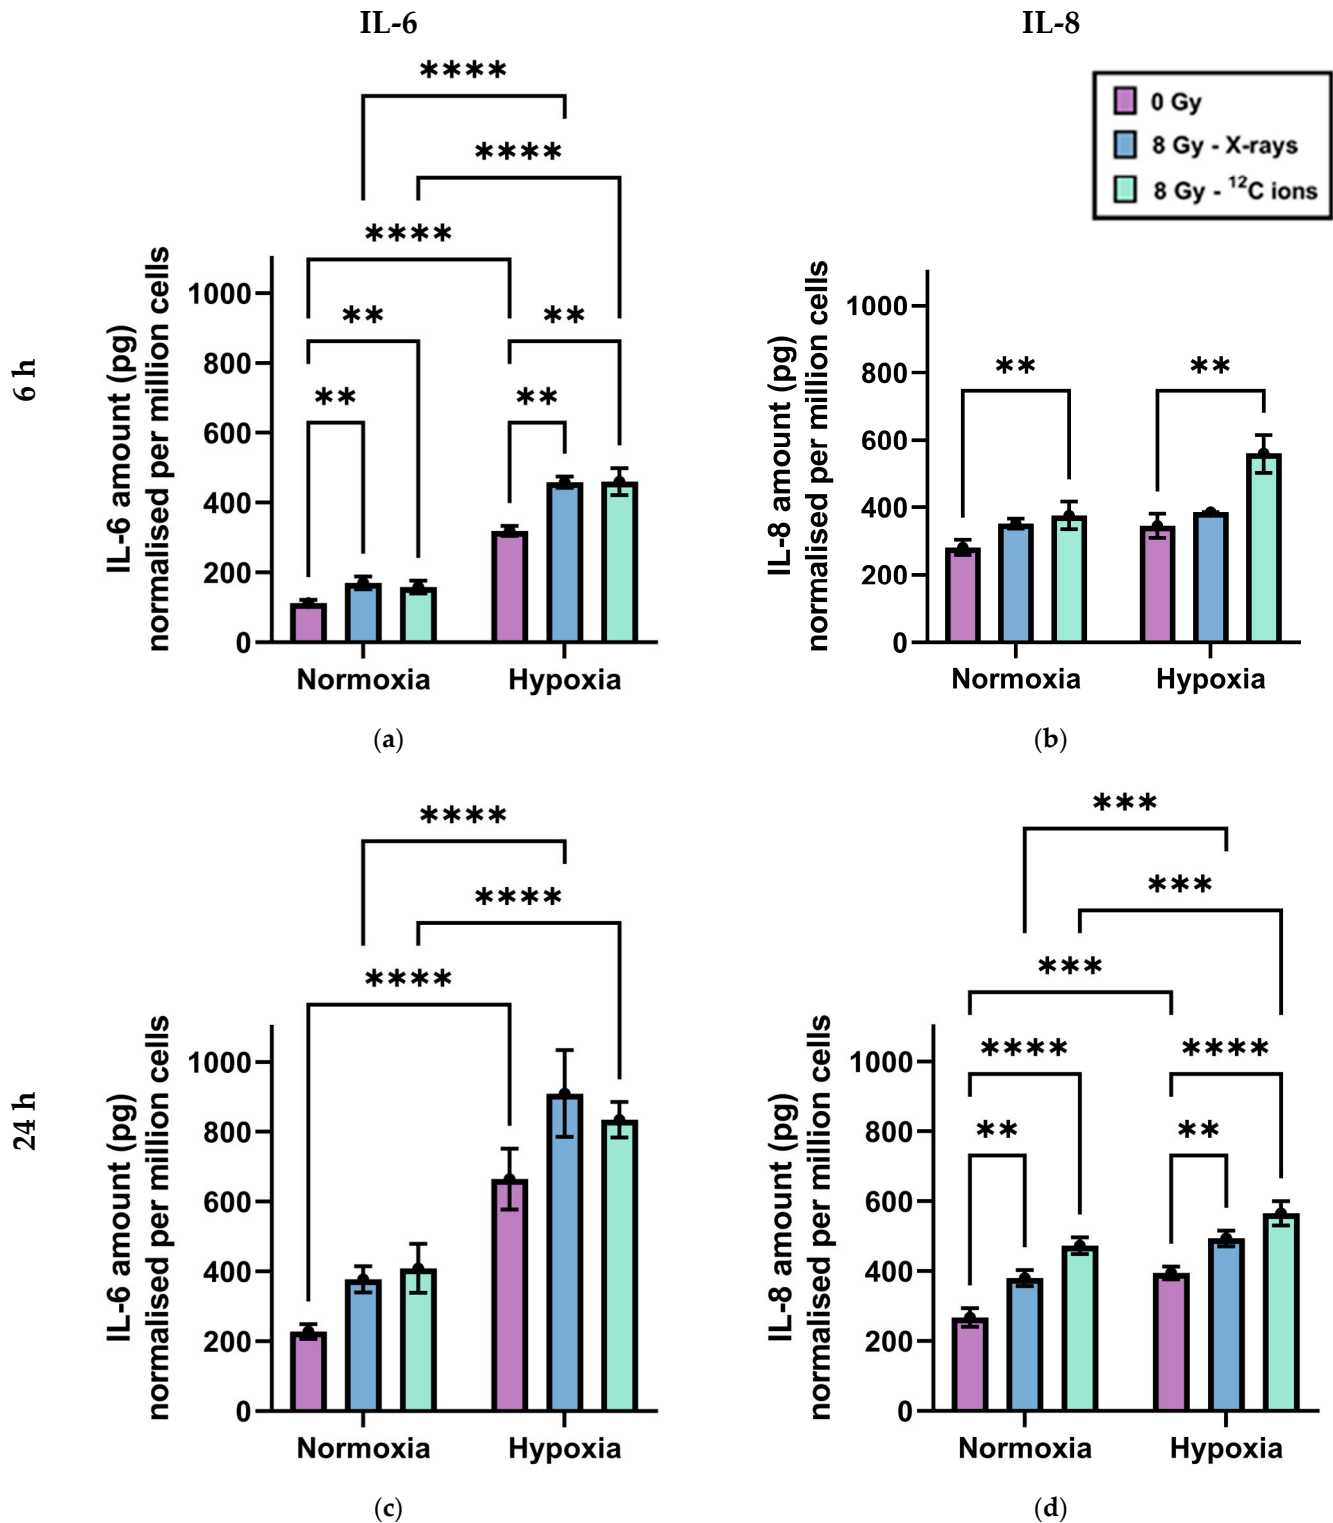 IL-6
IL-8
0 Gy
8 Gy - X-rays
8 Gy - ¹²C ions
6 h
****
****
****
**
**
**
**
IL-6 amount (pg)
normalised per million cells
1000
800
600
400
200
0
Normoxia
Hypoxia
(a)
**
**
IL-8 amount (pg)
normalised per million cells
1000
800
600
400
200
0
Normoxia
Hypoxia
(b)
24 h
****
****
****
IL-6 amount (pg)
normalised per million cells
1000
800
600
400
200
0
Normoxia
Hypoxia
(c)
***
***
***
****
****
**
**
IL-8 amount (pg)
normalised per million cells
1000
800
600
400
200
0
Normoxia
Hypoxia
(d)